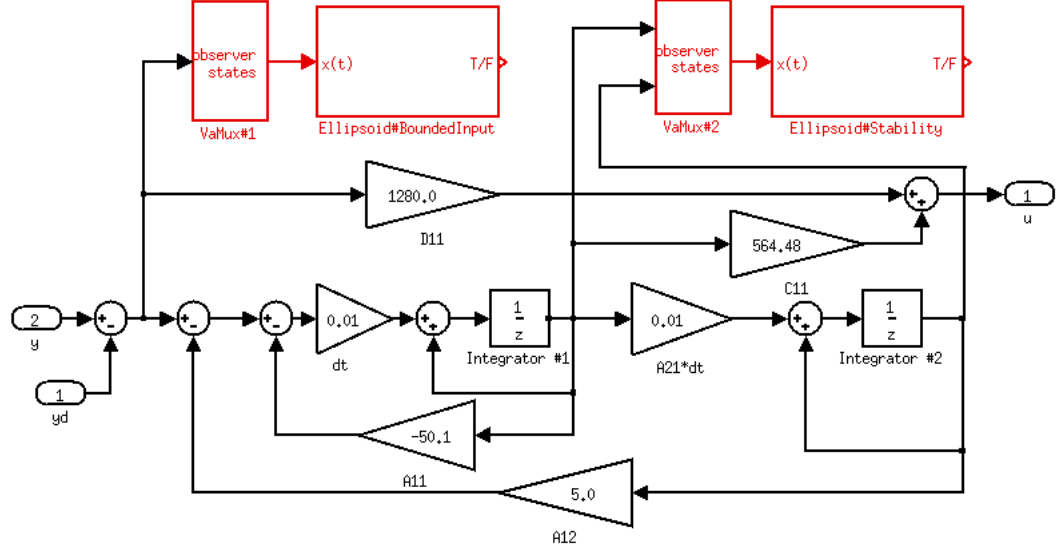 observer
states
x(t)
T/F
VaMux#1
Ellipsoid#BoundedInput
observer
states
x(t)
T/F
VaMux#2
Ellipsoid#Stability
1280.0
D11
+
+
1
u
564.48
C11
2
y
+
-
+
-
+
-
0.01
dt
+
+
1
z
Integrator #1
0.01
A21*dt
+
+
1
z
Integrator #2
1
yd
-50.1
A11
5.0
A12